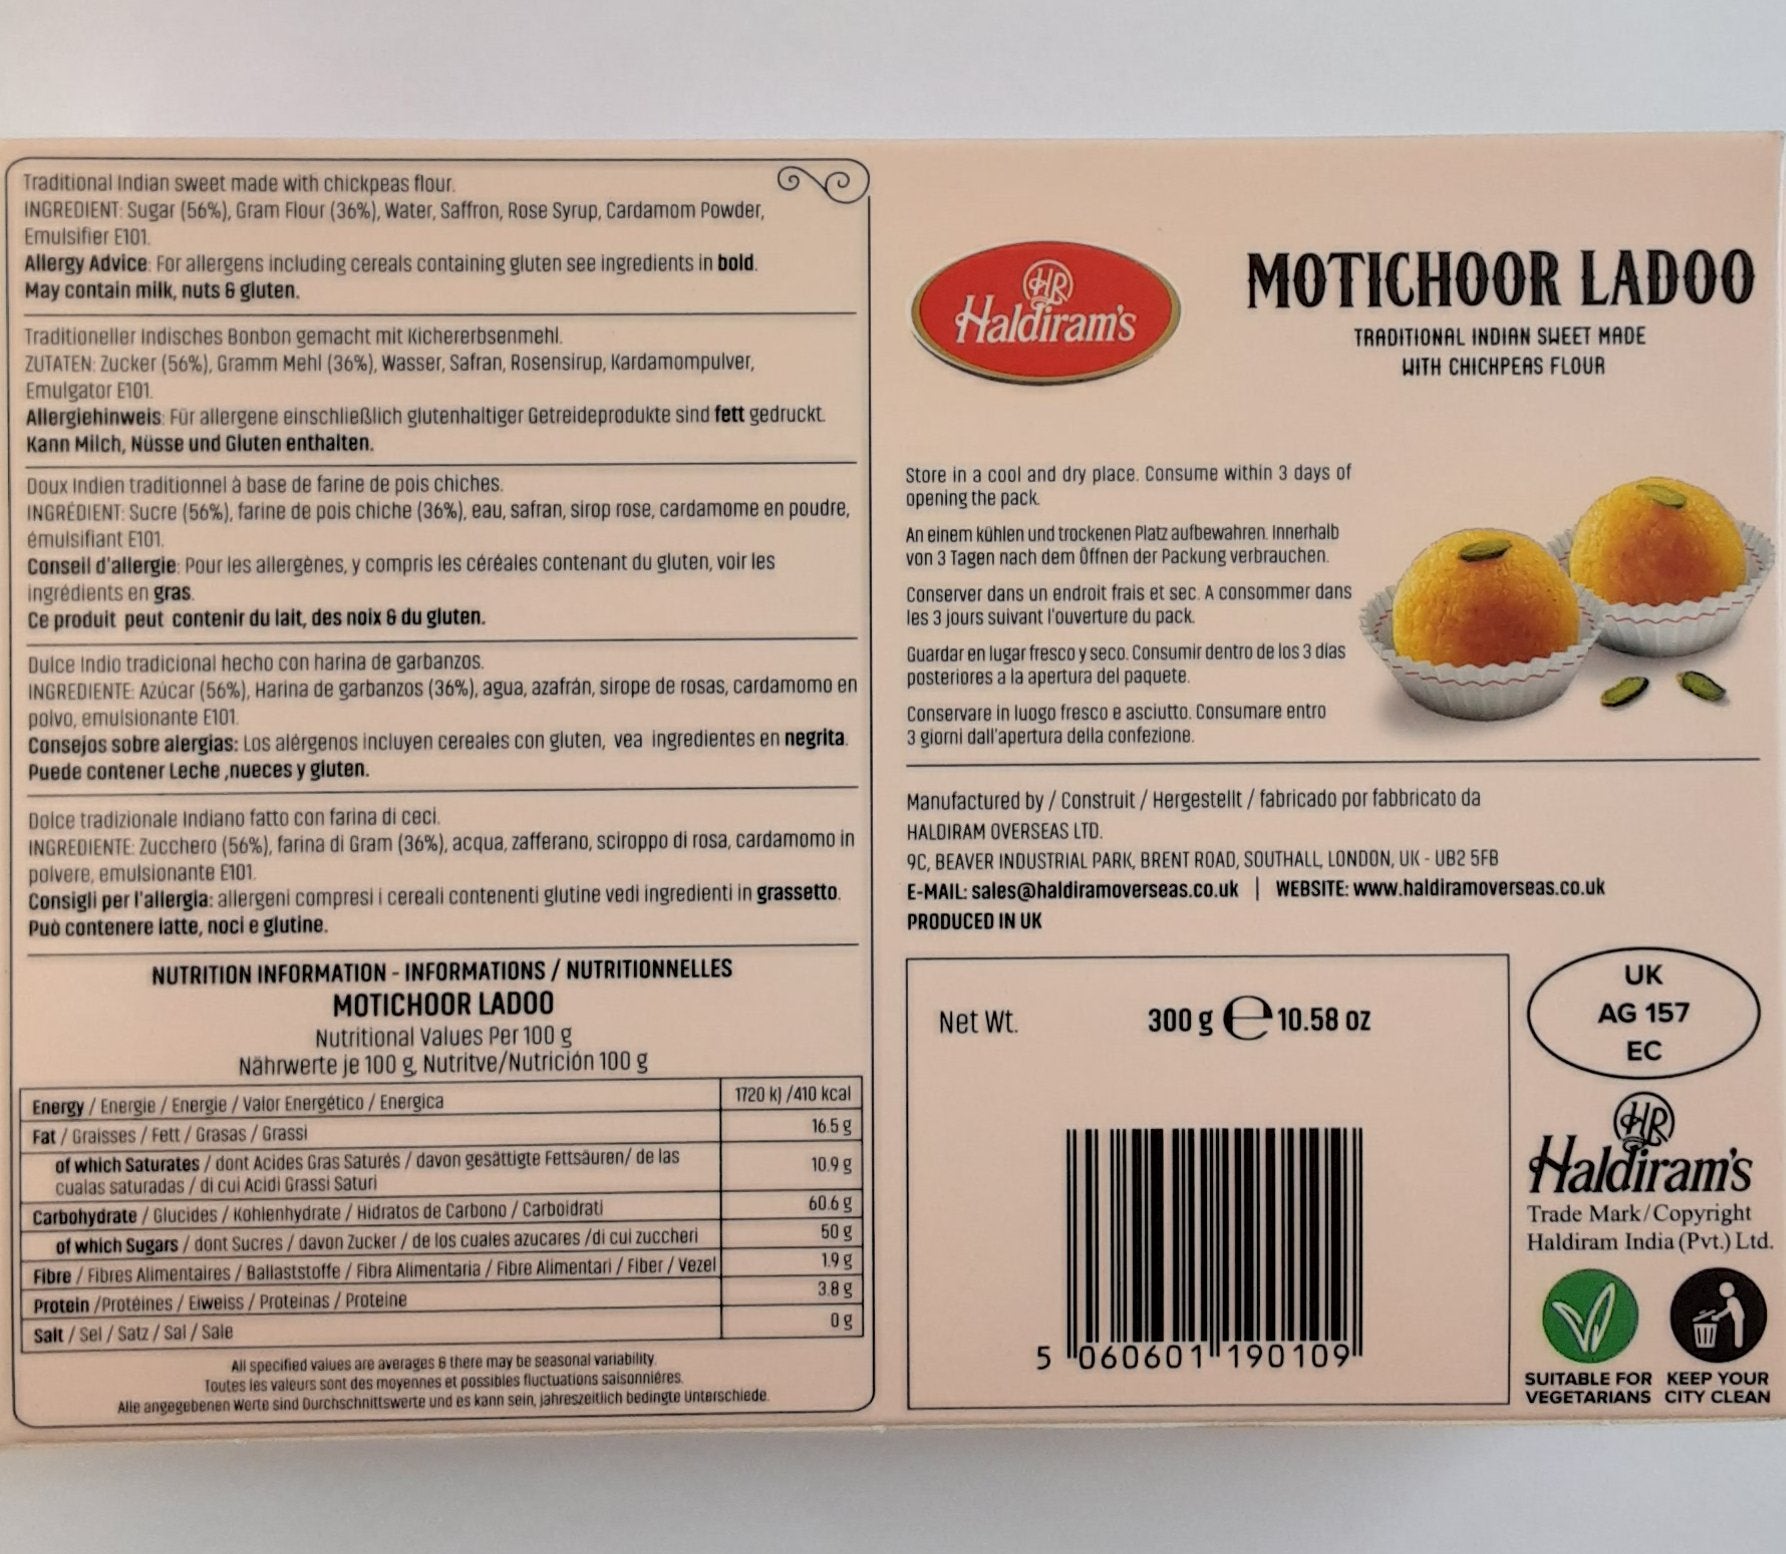 Traditional Indian sweet made with chickpeas flour.
INGREDIENT: Sugar (56%), Gram Flour (36%), Water, Saffron, Rose Syrup, Cardamom Powder,
Emulsifier E101.
Allergy Advice: For allergens including cereals containing gluten see ingredients in bold.
May contain milk, nuts & gluten.
Traditioneller Indisches Bonbon gemacht mit Kichererbsenmehl.
ZUTATEN: Zucker (56%), Gramm Mehl (36%), Wasser, Safran, Rosensirup, Kardamompulver,
Emulgator E101.
Allergiehinweis: Für allergene einschließlich glutenhaltiger Getreideprodukte sind fett gedruckt.
Kann Milch, Nüsse und Gluten enthalten.
Doux Indien traditionnel à base de farine de pois chiches.
INGRÉDIENT: Sucre (56%), farine de pois chiche (36%), eau, safran, sirop rose, cardamome en poudre,
émulsifiant E101.
Conseil d'allergie: Pour les allergènes, y compris les céréales contenant du gluten, voir les
ingrédients en gras.
Ce produit peut contenir du lait, des noix & du gluten.
Dulce Indio tradicional hecho con harina de garbanzos.
INGREDIENTE: Azúcar (56%), Harina de garbanzos (36%), agua, azafrán, sirope de rosas, cardamomo en
polvo, emulsionante E101.
Consejos sobre alergias: Los alérgenos incluyen cereales con gluten, vea ingredientes en negrita.
Puede contener Leche ,nueces y gluten.
Dolce tradizionale Indiano fatto con farina di ceci.
INGREDIENTE: Zucchero (56%), farina di Gram (36%), acqua, zafferano, sciroppo di rosa, cardamomo in
polvere, emulsionante E101.
Consigli per l'allergia: allergeni compresi i cereali contenenti glutine vedi ingredienti in grassetto.
Può contenere latte, noci e glutine.
NUTRITION INFORMATION - INFORMATIONS / NUTRITIONNELLES
MOTICHOOR LADOO
Nutritional Values Per 100 g
Nährwerte je 100 g, Nutritve/Nutrición 100 g
Energy / Energie / Energie / Valor Energético / Energica 1720 kj /410 kcal
Fat / Graisses / Fett / Grasas / Grassi 16.5 g
of which Saturates / dont Acides Gras Saturés / davon gesättigte Fettsäuren/ de las
cualas saturadas / di cui Acidi Grassi Saturi 10.9 g
Carbohydrate / Glucides / Kohlenhydrate / Hidratos de Carbono / Carboidrati 60.6 g
of which Sugars / dont Sucres / davon Zucker / de los cuales azucares /di cui zuccheri 50 g
Fibre / Fibres Alimentaires / Ballaststoffe / Fibra Alimentaria / Fibre Alimentari / Fiber / Vezel 1.9 g
Protein /Protéines / Eiweiss / Proteinas / Proteine 3.8 g
Salt / Sel / Satz / Sal / Sale 0 g
All specified values are averages & there may be seasonal variability.
Toutes les valeurs sont des moyennes et possibles fluctuations saisonnières.
Alle angegebenen Werte sind Durchschnittswerte und es kann sein, jahreszeitlich bedingte Unterschiede.
HR
Haldiram's
MOTICHOOR LADOO
TRADITIONAL INDIAN SWEET MADE
WITH CHICKPEAS FLOUR
Store in a cool and dry place. Consume within 3 days of
opening the pack.
An einem kühlen und trockenen Platz aufbewahren. Innerhalb
von 3 Tagen nach dem Öffnen der Packung verbrauchen.
Conserver dans un endroit frais et sec. A consommer dans
les 3 jours suivant l'ouverture du pack.
Guardar en lugar fresco y seco. Consumir dentro de los 3 días
posteriores a la apertura del paquete.
Conservare in luogo fresco e asciutto. Consumare entro
3 giorni dall'apertura della confezione.
Manufactured by / Construit / Hergestellt / fabricado por fabbricato da
HALDIRAM OVERSEAS LTD.
9C, BEAVER INDUSTRIAL PARK, BRENT ROAD, SOUTHALL, LONDON, UK - UB2 5FB
E-MAIL: sales@haldiramoverseas.co.uk | WEBSITE: www.haldiramoverseas.co.uk
PRODUCED IN UK
Net Wt. 300 g e 10.58 oz
5 060601 190109
UK
AG 157
EC
HR
Haldiram's
Trade Mark/Copyright
Haldiram India (Pvt.) Ltd.
SUITABLE FOR
VEGETARIANS
KEEP YOUR
CITY CLEAN